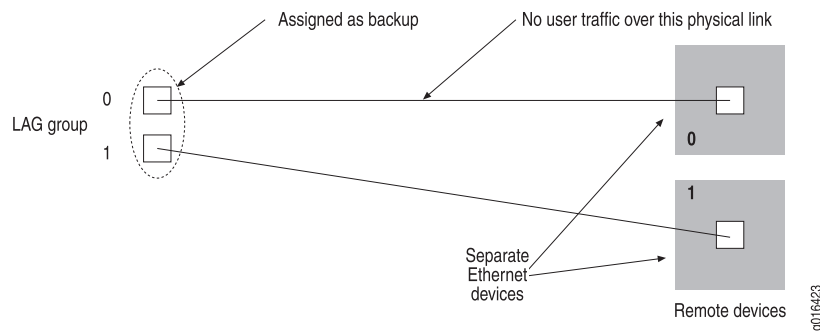 Assigned as backup
No user traffic over this physical link
0
LAG group
1
0
1
Separate
Ethernet
devices
Remote devices
g016423